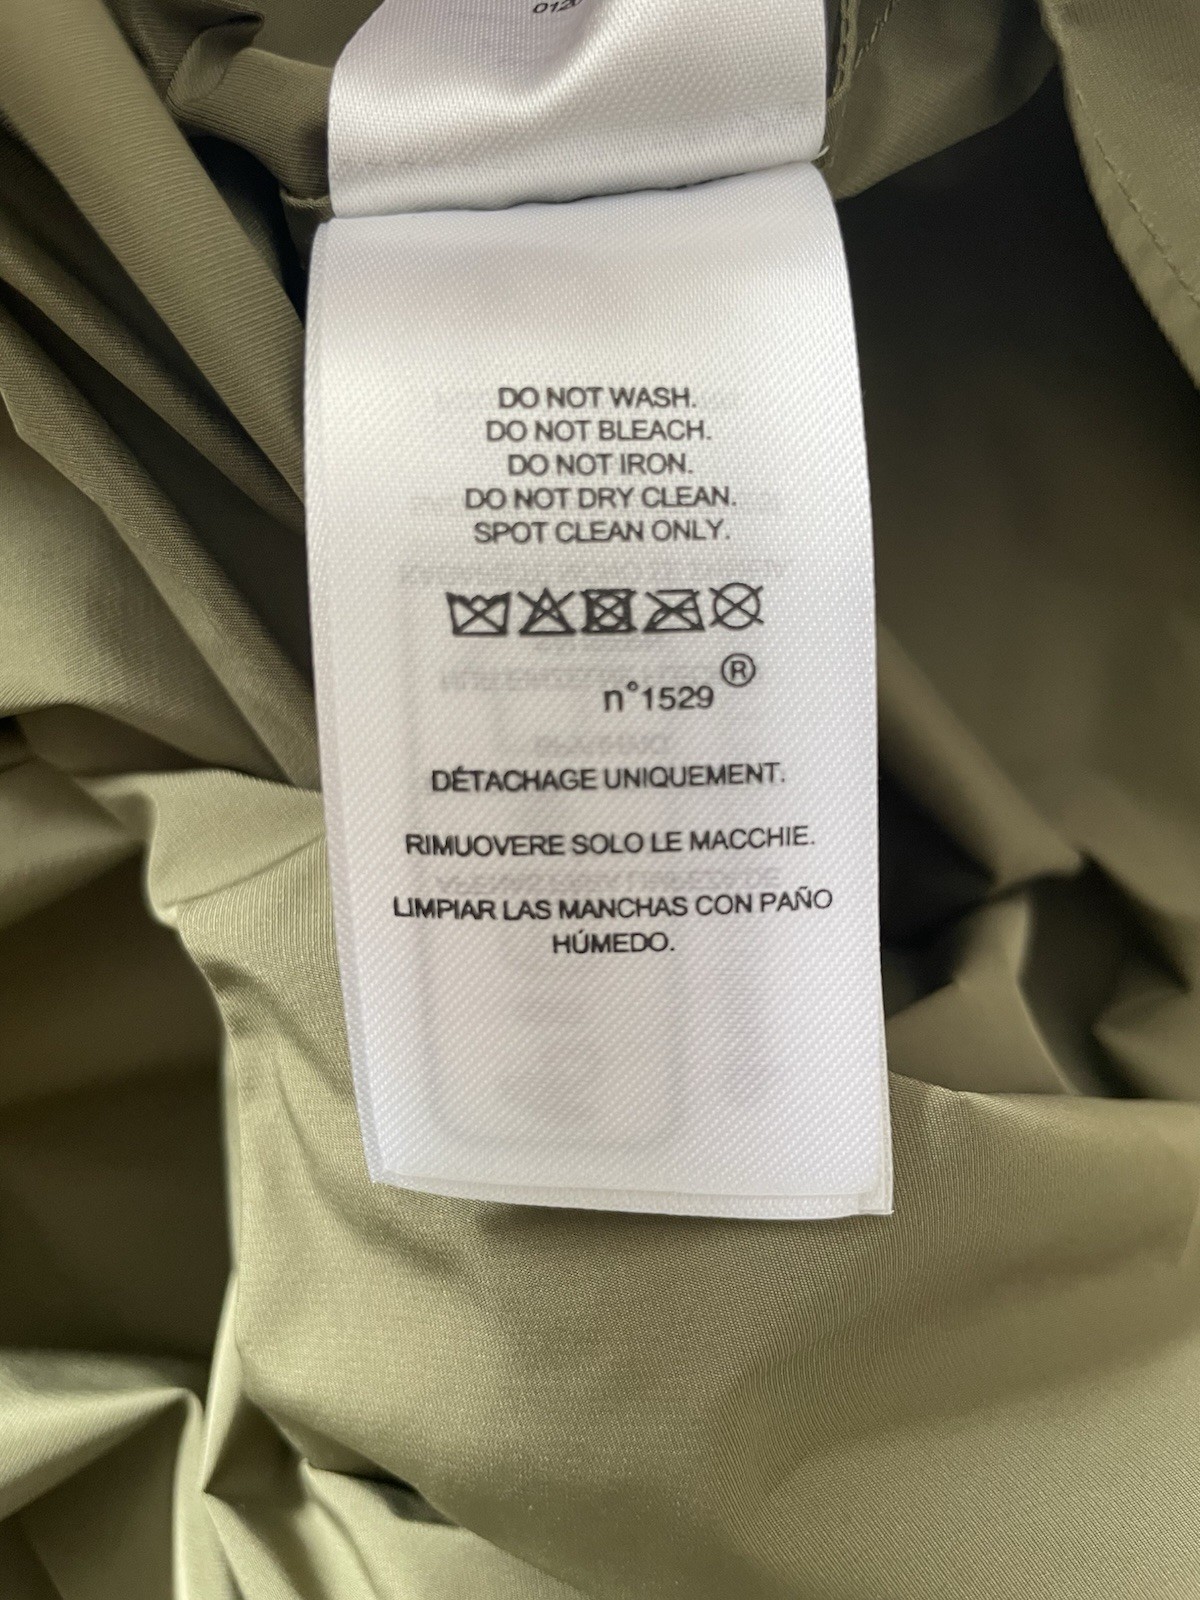 DO NOT WASH.
DO NOT BLEACH.
DO NOT IRON.
DO NOT DRY CLEAN.
SPOT CLEAN ONLY.
n°1529 ®
DÉTACHAGE UNIQUEMENT.
RIMUOVERE SOLO LE MACCHIE.
LIMPIAR LAS MANCHAS CON PAÑO
HÚMEDO.